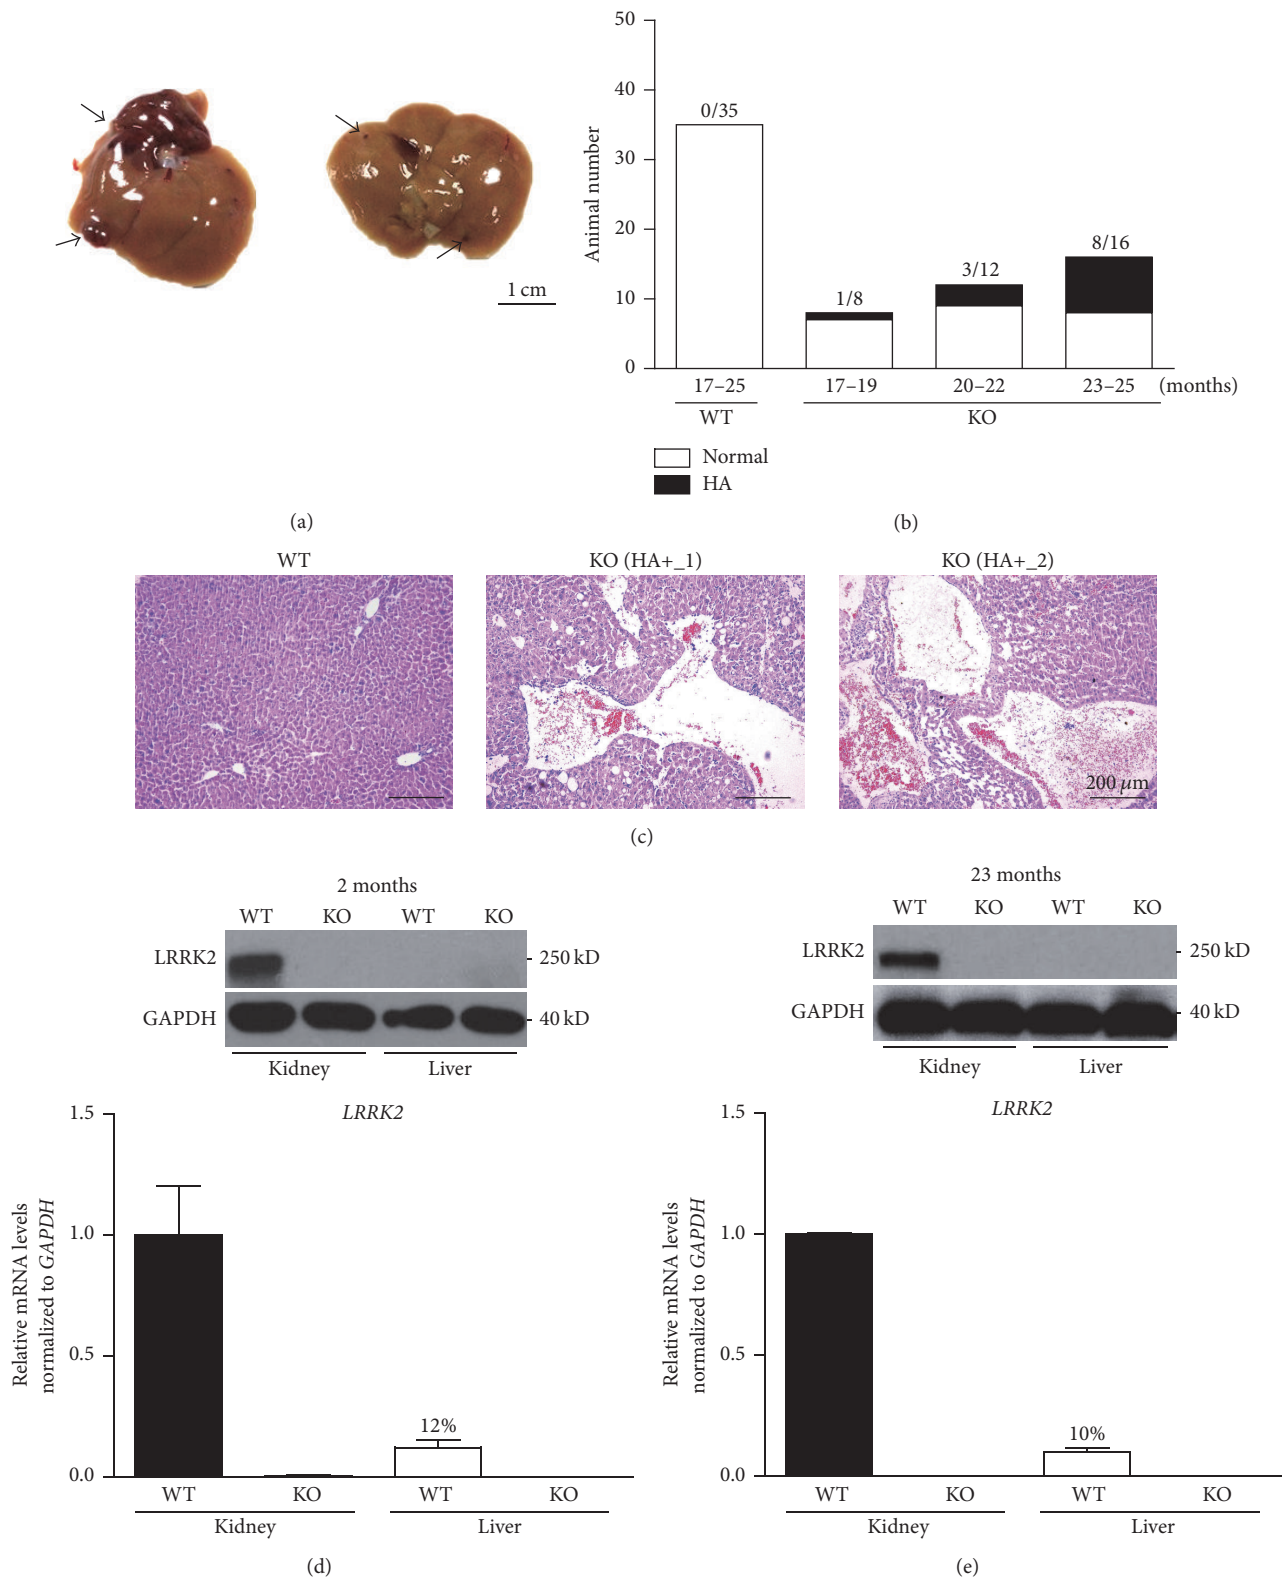 1 cm
(a)
50
40
30
20
10
0
Animal number
0/35
1/8
3/12
8/16
17–25
17–19
20–22
23–25
(months)
WT
KO
Normal
HA
(b)
WT
KO (HA+_1)
KO (HA+_2)
200 μm
(c)
2 months
WT KO WT KO
LRRK2
250 kD
GAPDH
40 kD
Kidney Liver
LRRK2
1.5
1.0
0.5
0.0
Relative mRNA levels
normalized to GAPDH
12%
WT KO WT KO
Kidney Liver
(d)
23 months
WT KO WT KO
LRRK2
250 kD
GAPDH
40 kD
Kidney Liver
LRRK2
1.5
1.0
0.5
0.0
Relative mRNA levels
normalized to GAPDH
10%
WT KO WT KO
Kidney Liver
(e)